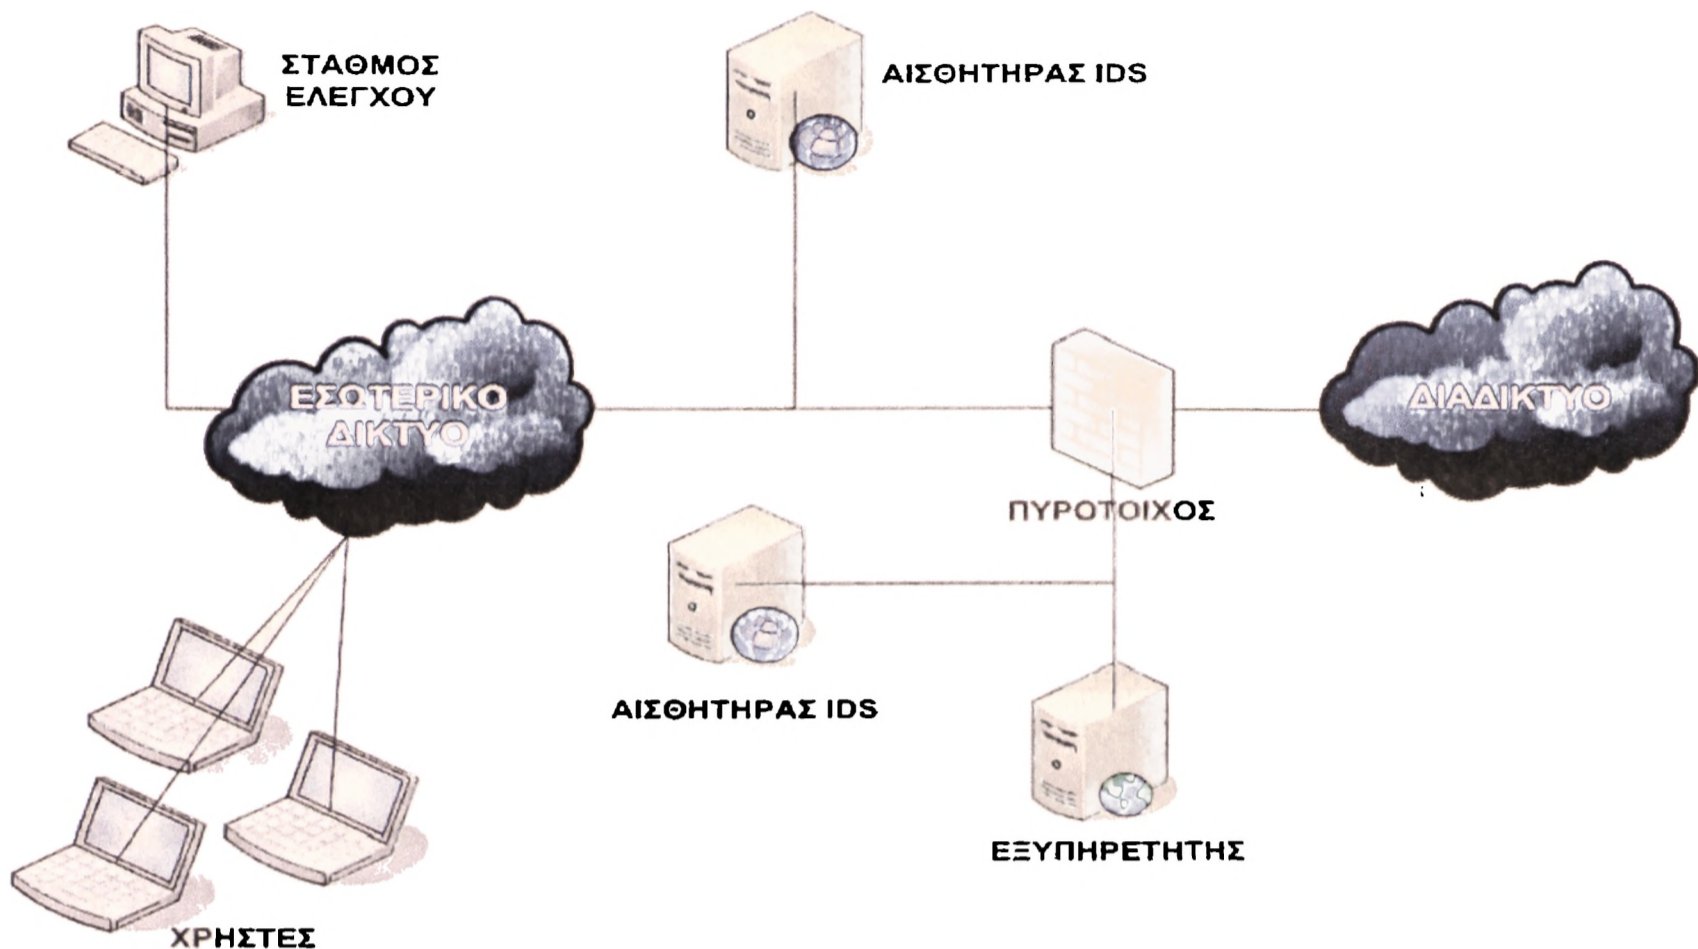 ΣΤΑΘΜΟΣ
ΕΛΕΓΧΟΥ
ΑΙΣΘΗΤΗΡΑΣ IDS
ΕΣΩΤΕΡΙΚΟ
ΔΙΚΤΥΟ
ΔΙΑΔΙΚΤΥΟ
ΠΥΡΟΤΟΙΧΟΣ
ΑΙΣΘΗΤΗΡΑΣ IDS
ΕΞΥΠΗΡΕΤΗΤΗΣ
ΧΡΗΣΤΕΣ